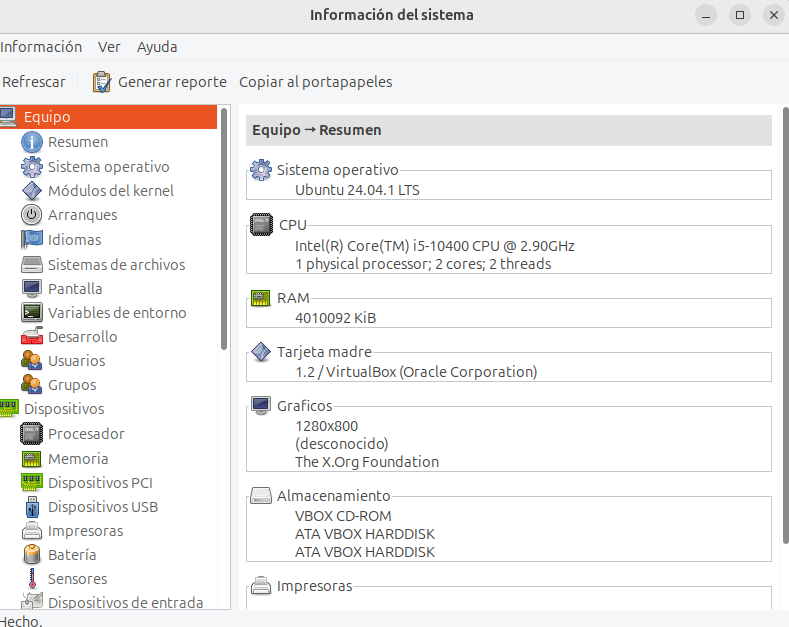 Información del sistema
Información Ver Ayuda
Refrescar Generar reporte Copiar al portapapeles
Equipo
Resumen
Sistema operativo
Módulos del kernel
Arranques
Idiomas
Sistemas de archivos
Pantalla
Variables de entorno
Desarrollo
Usuarios
Grupos
Dispositivos
Procesador
Memoria
Dispositivos PCI
Dispositivos USB
Impresoras
Batería
Sensores
Dispositivos de entrada
Equipo → Resumen
Sistema operativo
Ubuntu 24.04.1 LTS
CPU
Intel(R) Core(TM) i5-10400 CPU @ 2.90GHz
1 physical processor; 2 cores; 2 threads
RAM
4010092 KiB
Tarjeta madre
1.2 / VirtualBox (Oracle Corporation)
Graficos
1280x800
(desconocido)
The X.Org Foundation
Almacenamiento
VBOX CD-ROM
ATA VBOX HARDDISK
ATA VBOX HARDDISK
Impresoras
Hecho.